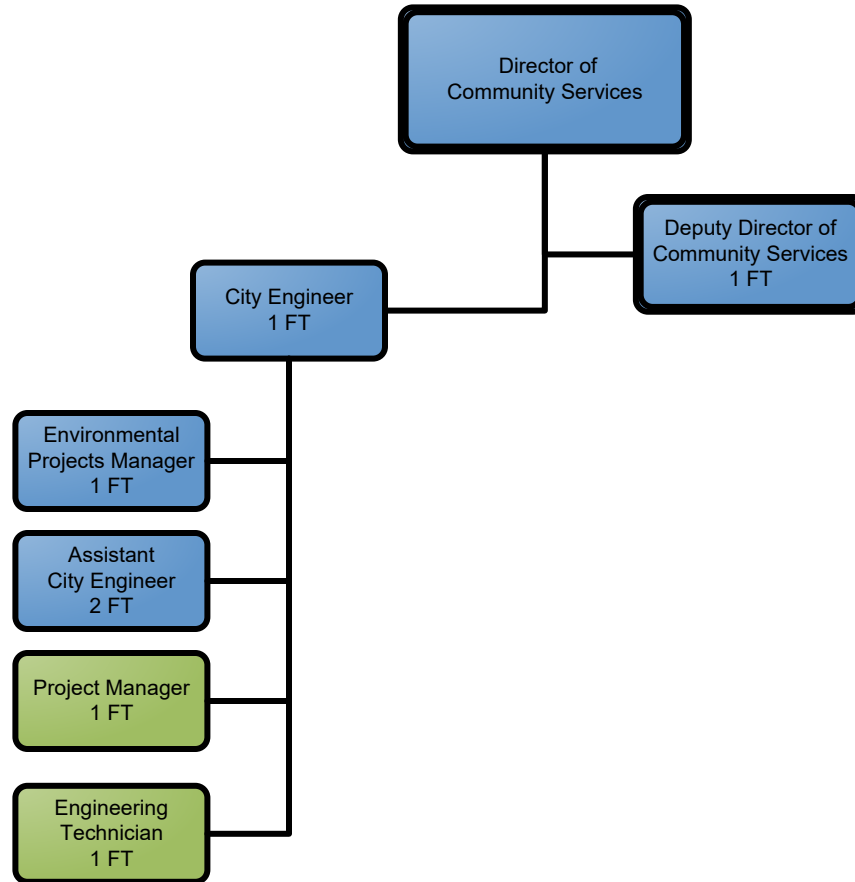 Director of
Community Services
Deputy Director of
Community Services
1 FT
City Engineer
1 FT
Environmental
Projects Manager
1 FT
Assistant
City Engineer
2 FT
Project Manager
1 FT
Engineering
Technician
1 FT